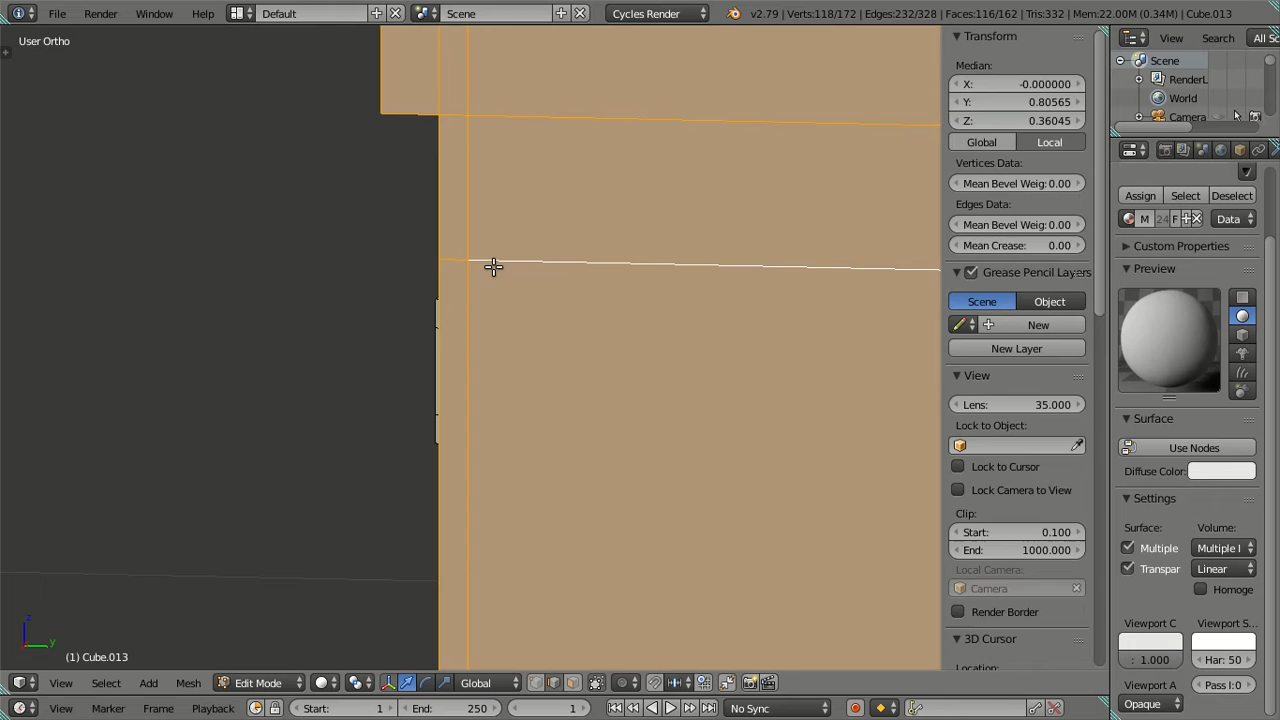 File Render Window Help Default Scene Cycles Render v2.79 | Verts:118/172 | Edges:232/328 | Faces:116/162 | Tris:332 | Mem:22.00M (0.34M) | Cube.013
User Ortho
Transform
Median:
X: -0.000000
Y: 0.80565
Z: 0.36045
Global Local
Vertices Data:
Mean Bevel Weig: 0.00
Edges Data:
Mean Bevel Weig: 0.00
Mean Crease: 0.00
Grease Pencil Layers
Scene Object
New
New Layer
View
Lens: 35.000
Lock to Object:
Lock to Cursor
Lock Camera to View
Clip:
Start: 0.100
End: 1000.000
Local Camera:
Camera
Render Border
3D Cursor
Location:
View Search All Sc
Scene
RenderL
World
Camera
Assign Select Deselect
M 24 F Data
Custom Properties
Preview
Surface
Use Nodes
Diffuse Color:
Settings
Surface: Volume:
Multiple Multiple I
Transpar Linear
Homoge
Viewport C Viewport S...
: 1.000 Har: 50
Viewport A Pass I: 0
Opaque
z
y
(1) Cube.013
View Select Add Mesh Edit Mode Global
View Marker Frame Playback Start: 1 End: 250 1 No Sync